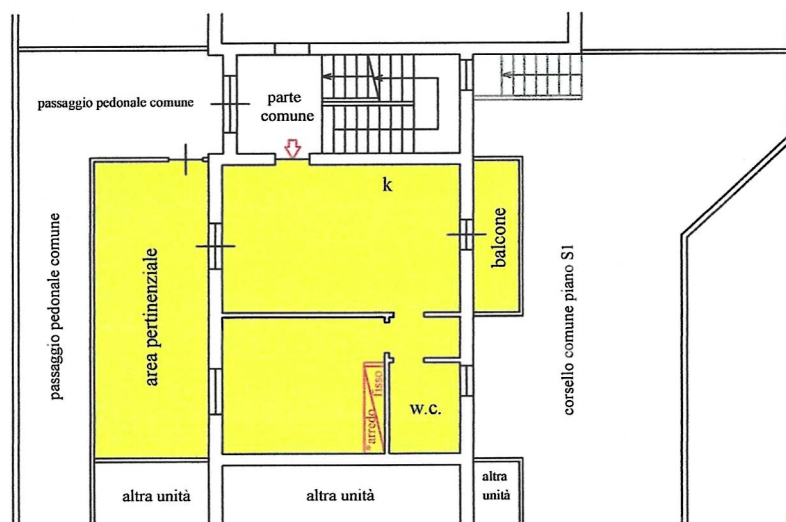 passaggio pedonale comune
parte
comune
k
passaggio pedonale comune
area pertinenziale
balcone
corsello comune piano S1
*arredo fisso
w.c.
altra unità
altra unità
altra
unità